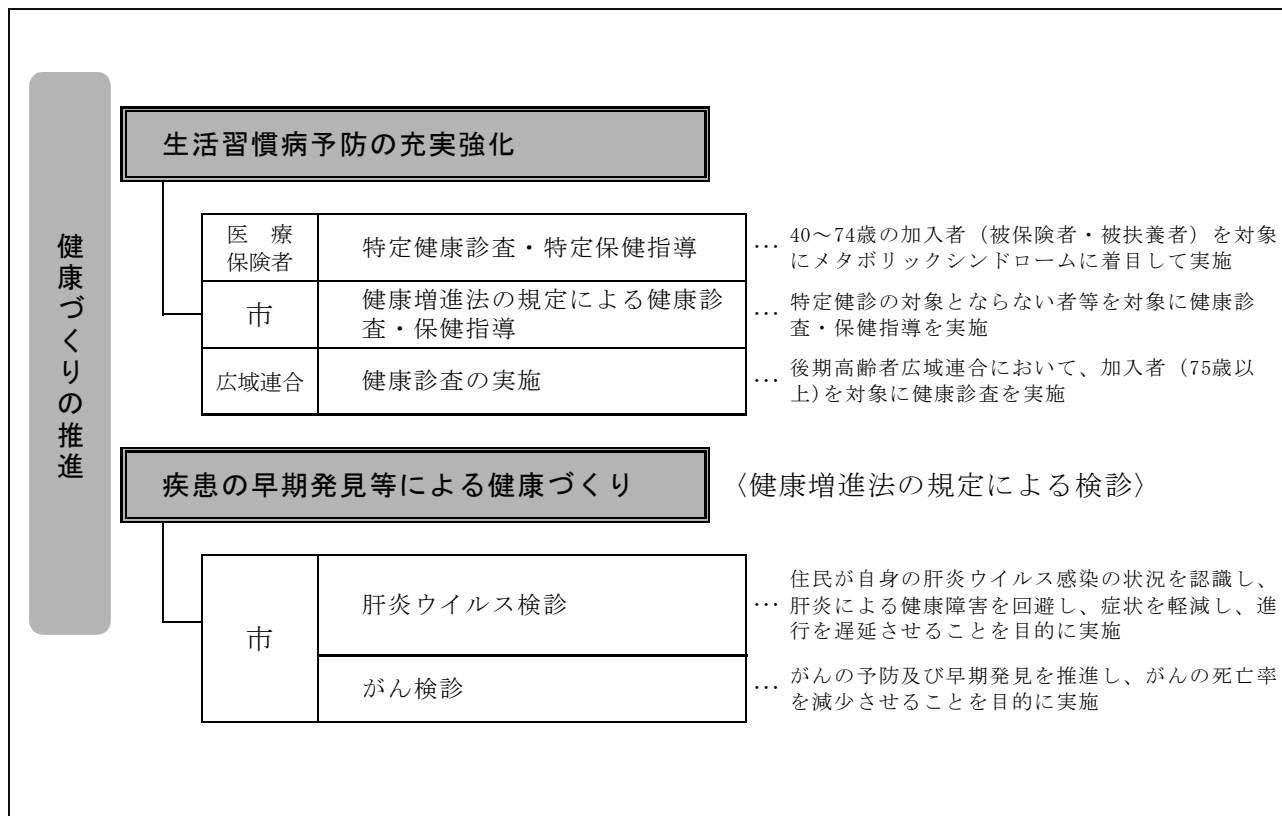 健康づくりの推進
生活習慣病予防の充実強化
医　療
保険者
特定健康診査・特定保健指導
… 40～74歳の加入者（被保険者・被扶養者）を対象
にメタボリックシンドロームに着目して実施
市
健康増進法の規定による健康診
査・保健指導
… 特定健診の対象とならない者等を対象に健康診
査・保健指導を実施
広域連合
健康診査の実施
… 後期高齢者広域連合において、加入者（75歳以
上）を対象に健康診査を実施
疾患の早期発見等による健康づくり
〈健康増進法の規定による検診〉
市
肝炎ウイルス検診
住民が自身の肝炎ウイルス感染の状況を認識し、
… 肝炎による健康障害を回避し、症状を軽減し、進
行を遅延させることを目的に実施
がん検診
… がんの予防及び早期発見を推進し、がんの死亡率
を減少させることを目的に実施